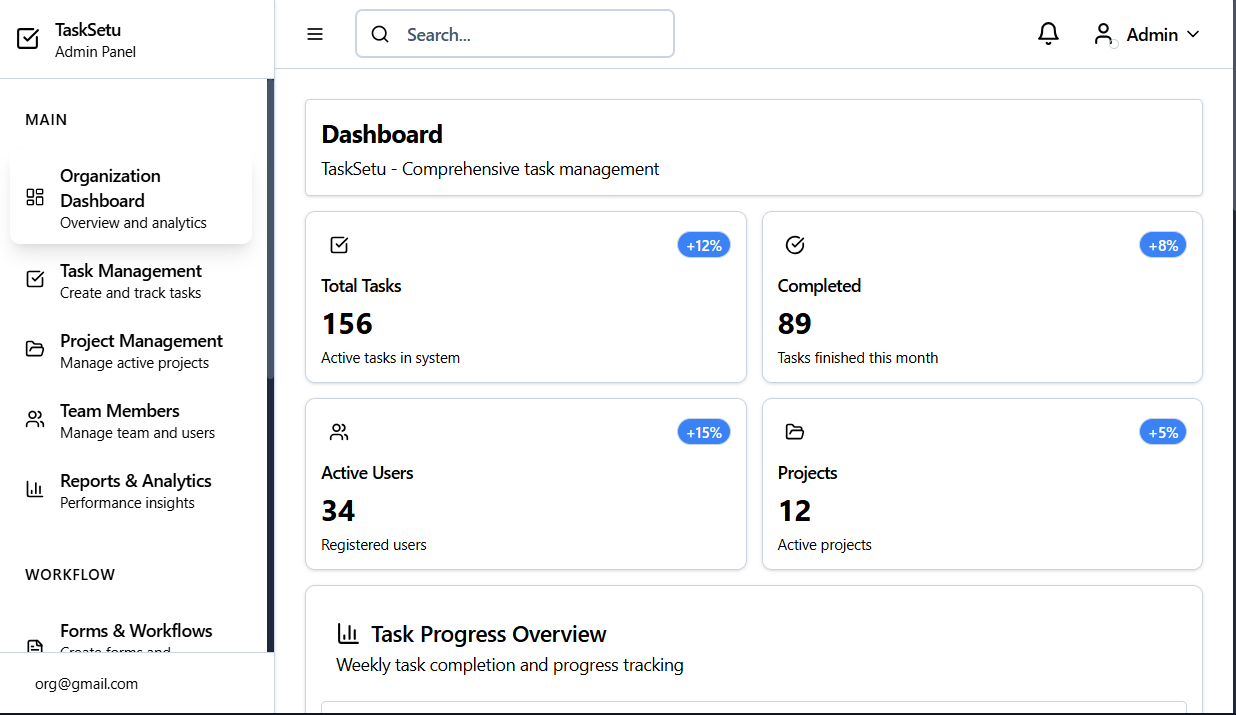 TaskSetu
Admin Panel
MAIN
Organization
Dashboard
Overview and analytics
Task Management
Create and track tasks
Project Management
Manage active projects
Team Members
Manage team and users
Reports & Analytics
Performance insights
WORKFLOW
Forms & Workflows
Create forms and
org@gmail.com
Search...
Admin
Dashboard
TaskSetu - Comprehensive task management
+12%
Total Tasks
156
Active tasks in system
+8%
Completed
89
Tasks finished this month
+15%
Active Users
34
Registered users
+5%
Projects
12
Active projects
Task Progress Overview
Weekly task completion and progress tracking